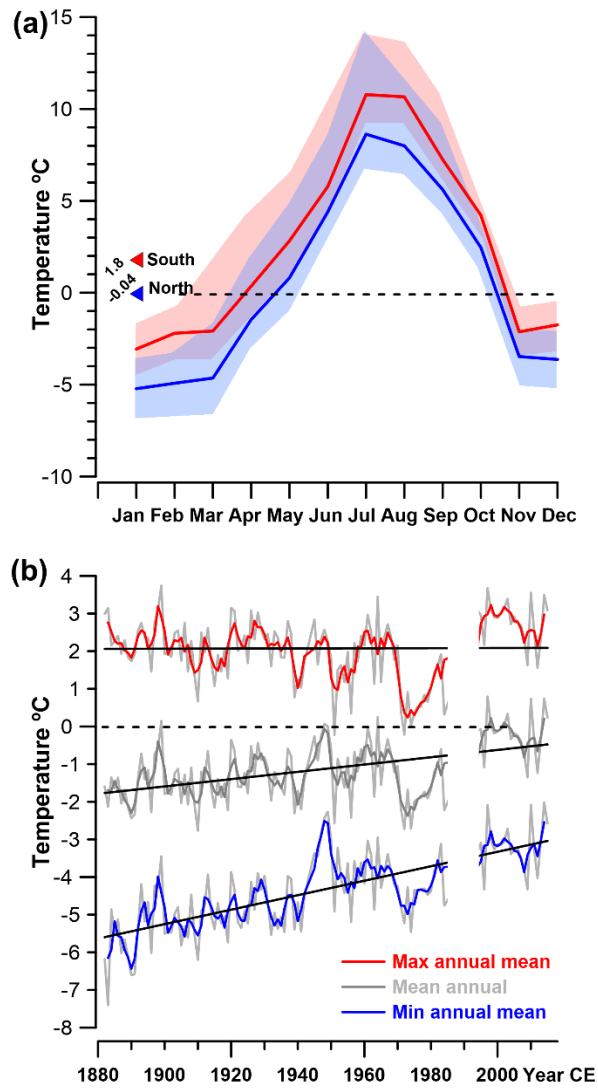 (a)
15
10
5
0
-5
-10
Temperature ºC
1.8 South
-0.04 North
Jan Feb Mar Apr May Jun Jul Aug Sep Oct Nov Dec
(b)
4
3
2
1
0
-1
-2
-3
-4
-5
-6
-7
-8
Temperature ºC
Max annual mean
Mean annual
Min annual mean
1880 1900 1920 1940 1960 1980 2000 Year CE